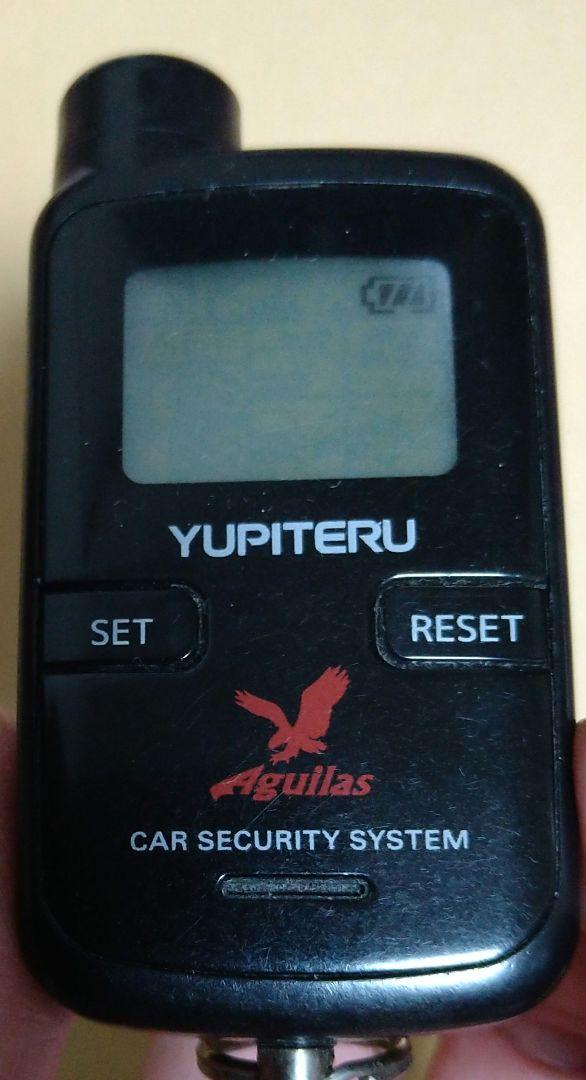 YUPITERU
SET
RESET
Aguilas
CAR SECURITY SYSTEM